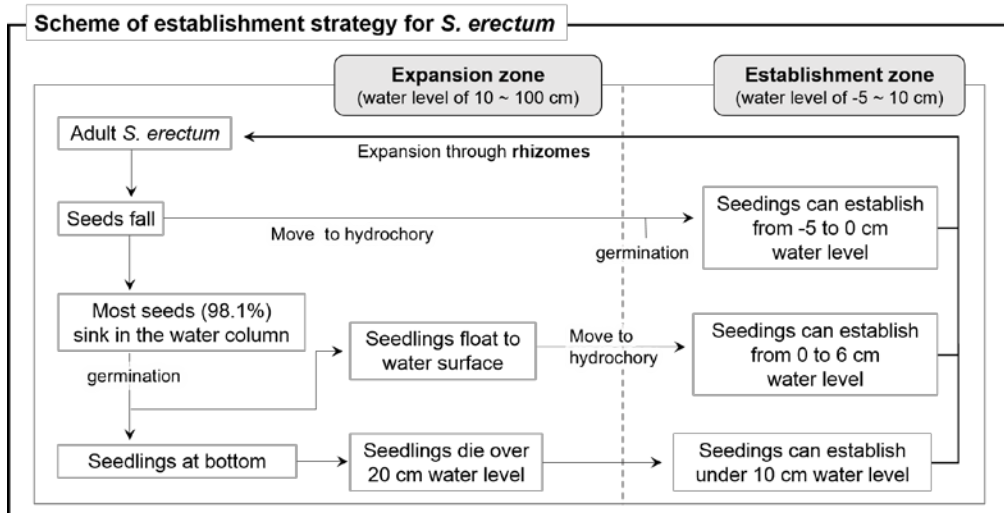 Scheme of establishment strategy for S. erectum
Expansion zone
(water level of 10 ~ 100 cm)
Establishment zone
(water level of -5 ~ 10 cm)
Adult S. erectum
Expansion through rhizomes
Seeds fall
Move to hydrochory
germination
Seedings can establish
from -5 to 0 cm
water level
Most seeds (98.1%)
sink in the water column
germination
Seedlings float to
water surface
Move to
hydrochory
Seedings can establish
from 0 to 6 cm
water level
Seedlings at bottom
Seedlings die over
20 cm water level
Seedlings can establish
under 10 cm water level